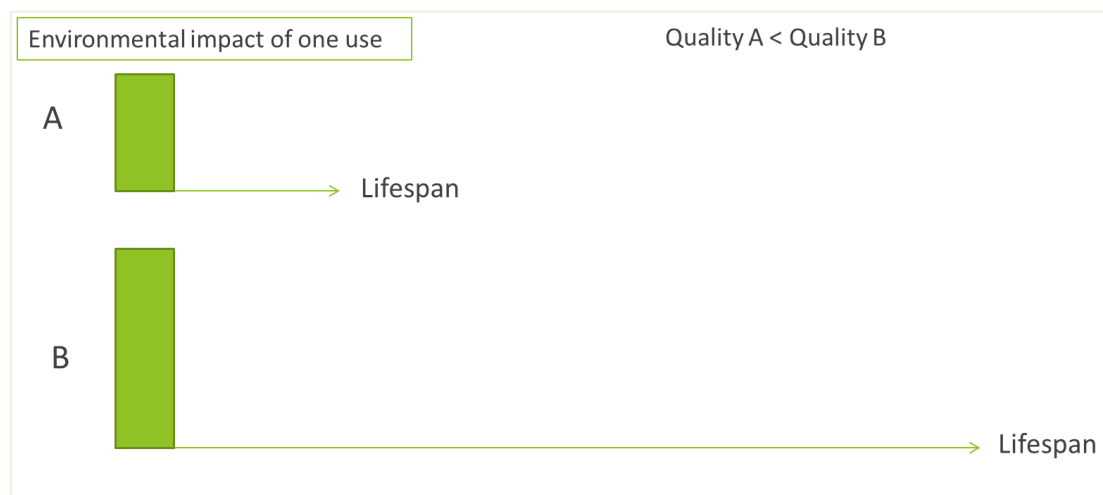 Environmental impact of one use
Quality A < Quality B
A
Lifespan
B
Lifespan